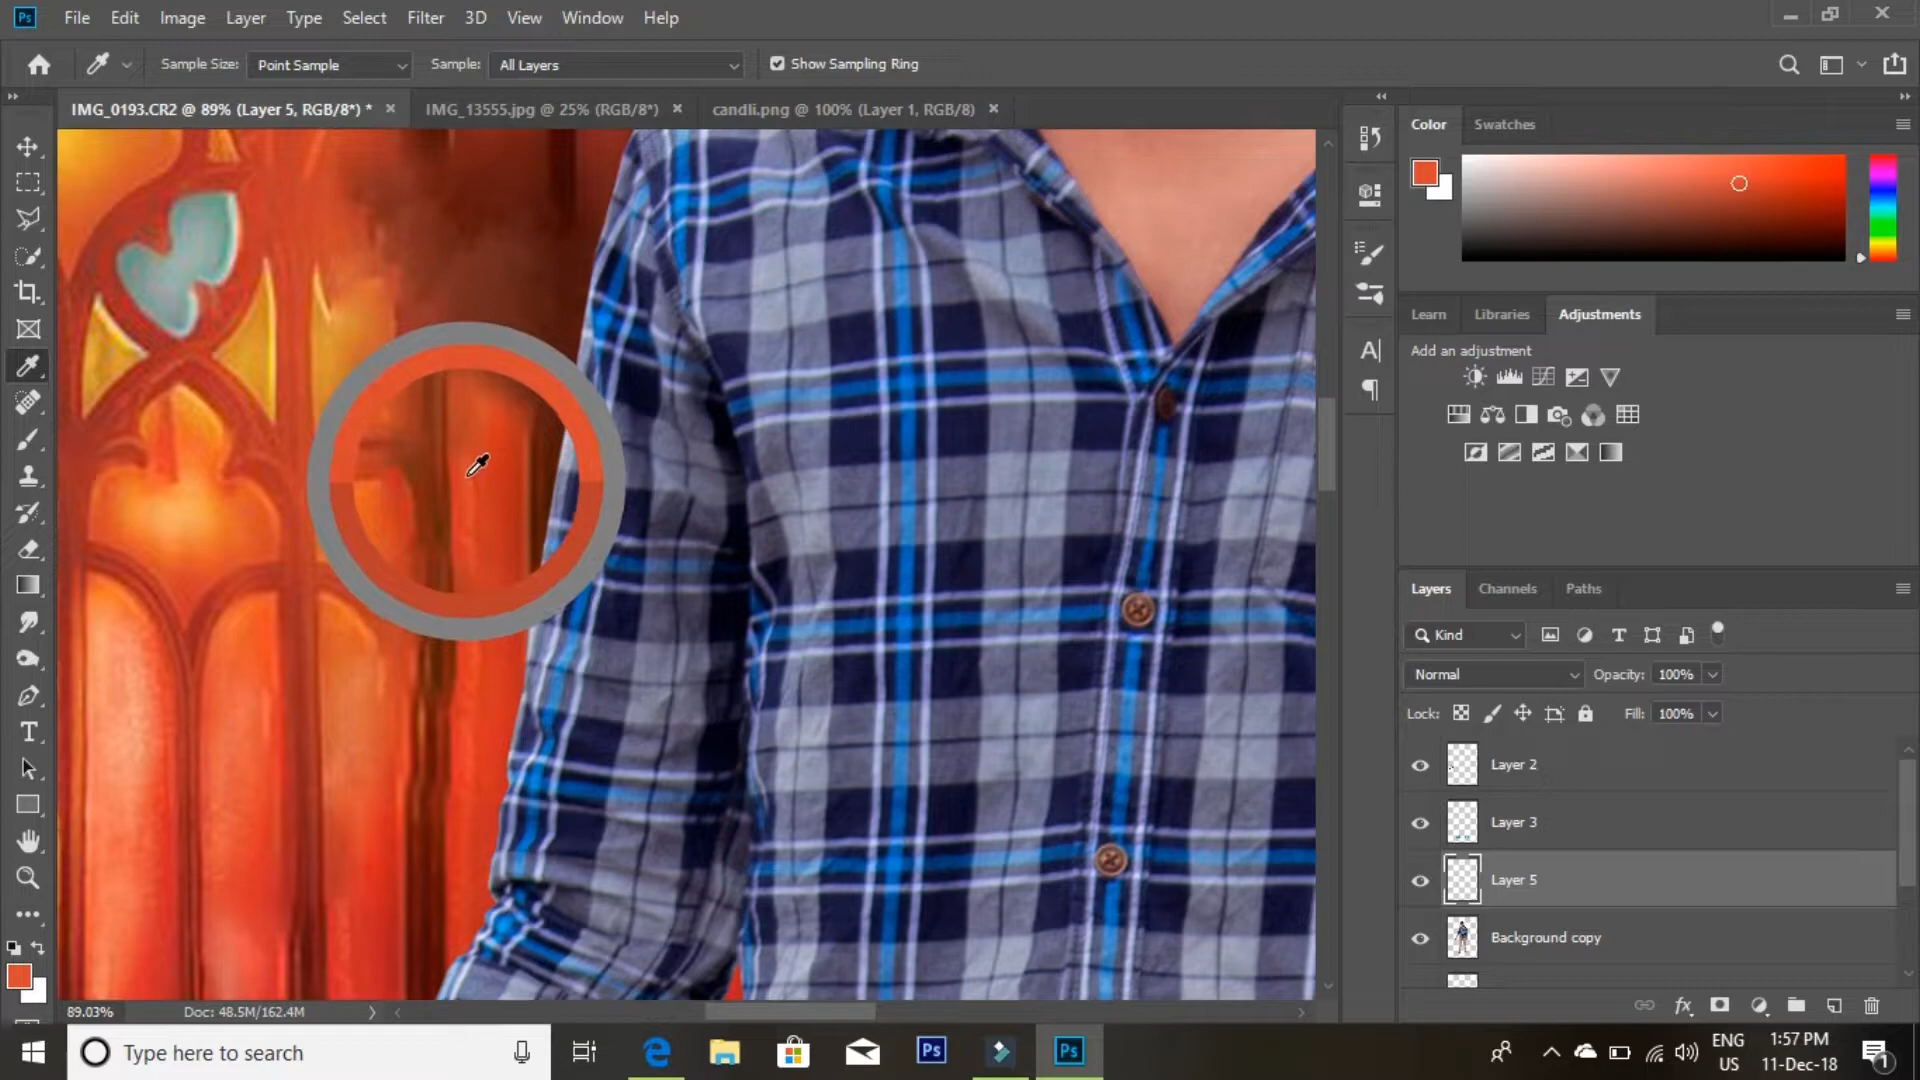 Ps File Edit Image Layer Type Select Filter 3D View Window Help
Sample Size: Point Sample Sample: All Layers Show Sampling Ring
IMG_0193.CR2 @ 89% (Layer 5, RGB/8*) * IMG_13555.jpg @ 25% (RGB/8*) candli.png @ 100% (Layer 1, RGB/8)
Color Swatches
Learn Libraries Adjustments
Add an adjustment
Layers Channels Paths
Kind
Normal Opacity: 100%
Lock: Fill: 100%
Layer 2
Layer 3
Layer 5
Background copy
89.03% Doc: 48.5M/162.4M
Type here to search
Ps
Ps
ENG
US
1:57 PM
11-Dec-18
1